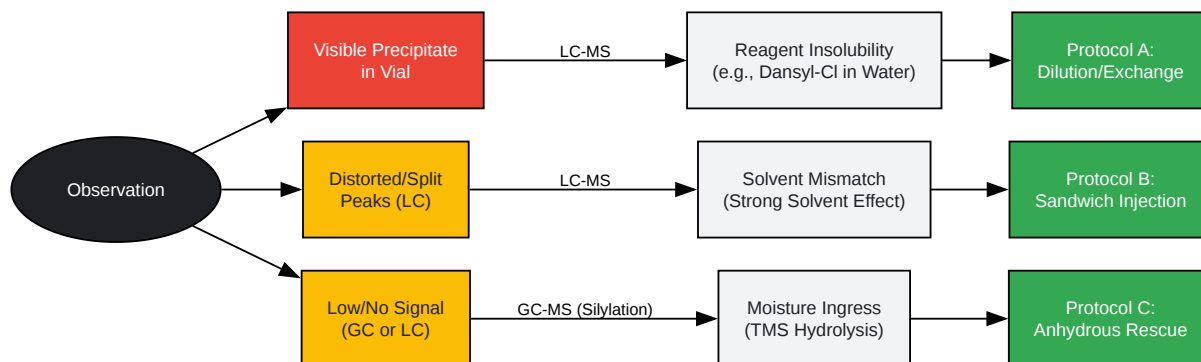 Observation
Visible Precipitate
in Vial
LC-MS
Reagent Insolubility
(e.g., Dansyl-Cl in Water)
Protocol A:
Dilution/Exchange
Distorted/Split
Peaks (LC)
LC-MS
Solvent Mismatch
(Strong Solvent Effect)
Protocol B:
Sandwich Injection
Low/No Signal
(GC or LC)
GC-MS (Silylation)
Moisture Ingress
(TMS Hydrolysis)
Protocol C:
Anhydrous Rescue